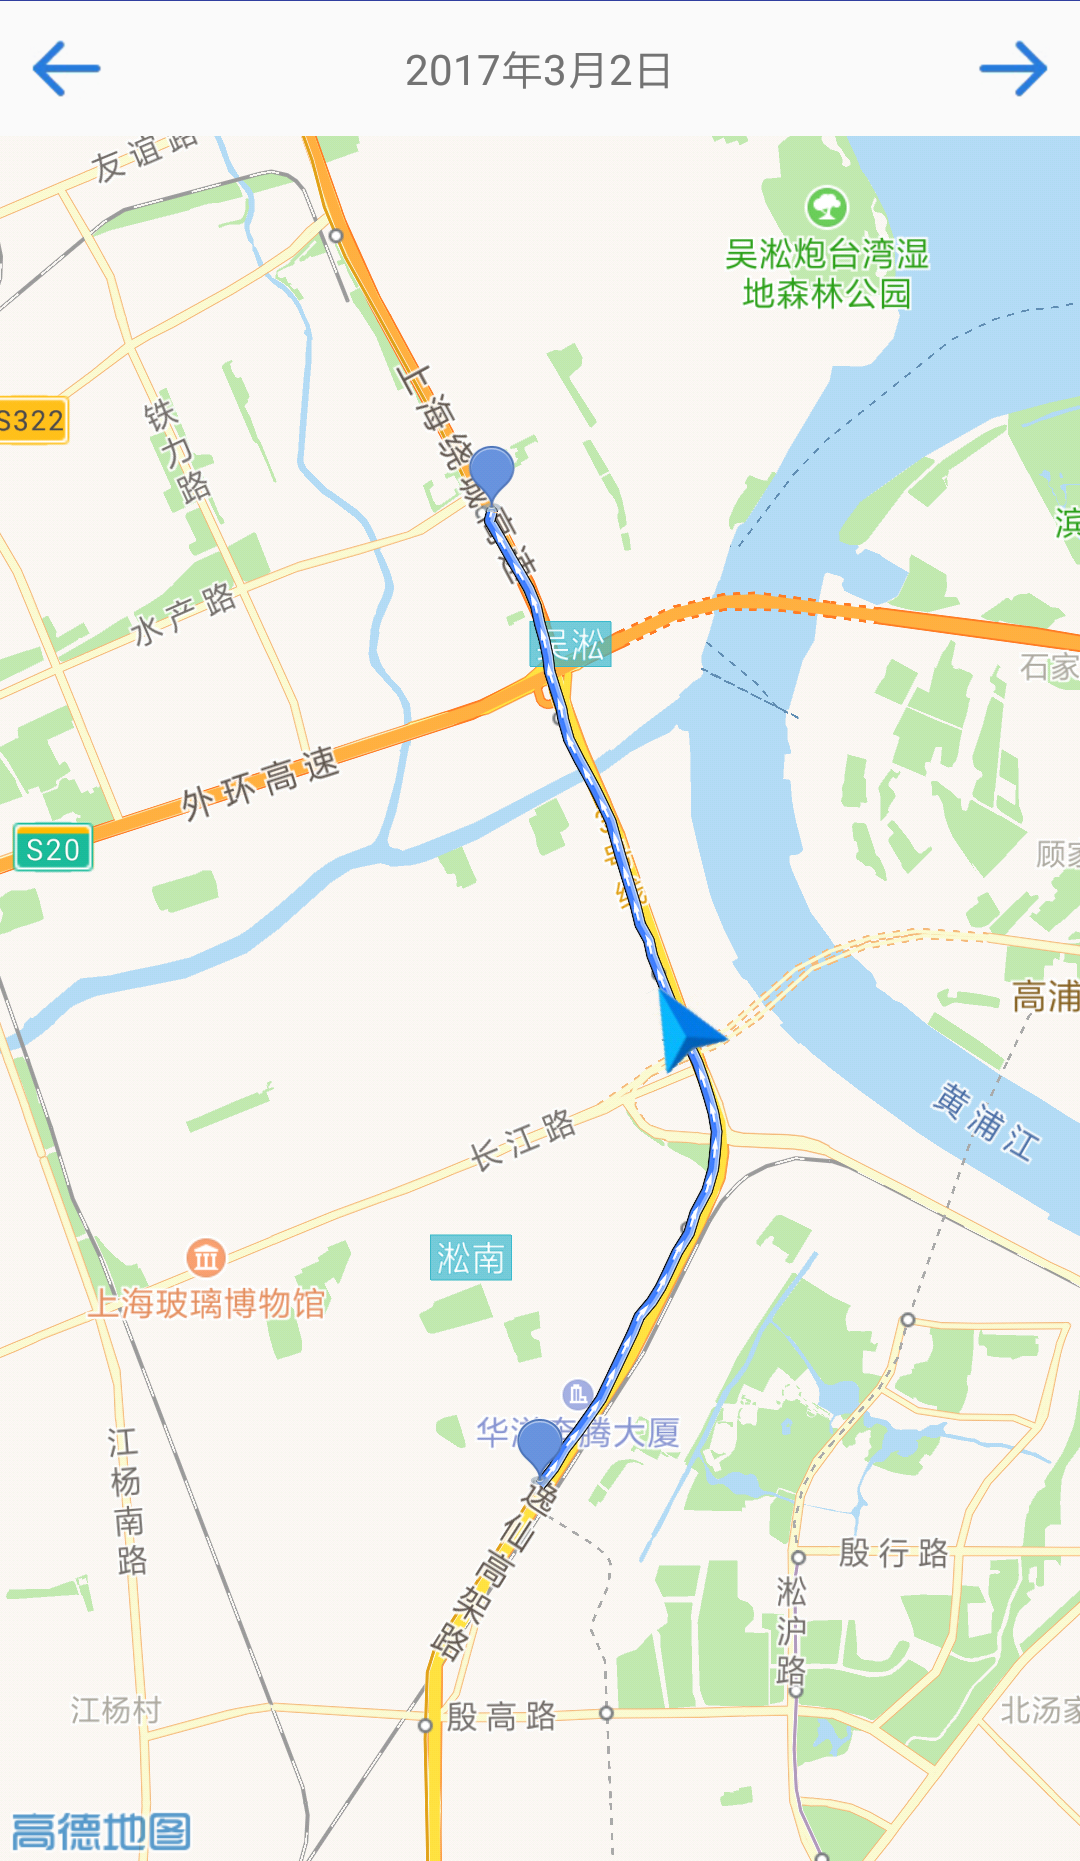 2017年3月2日
友谊路
吴淞炮台湾湿
地森林公园
上海绕城高速
S322
铁力路
滨
水产路
吴淞
石家
外环高速
S20
顾家
高浦
黄浦江
长江路
淞南
上海玻璃博物馆
华滋奔腾大厦
江杨南路
逸仙高架路
殷行路
淞沪路
江杨村
殷高路
北汤家
高德地图